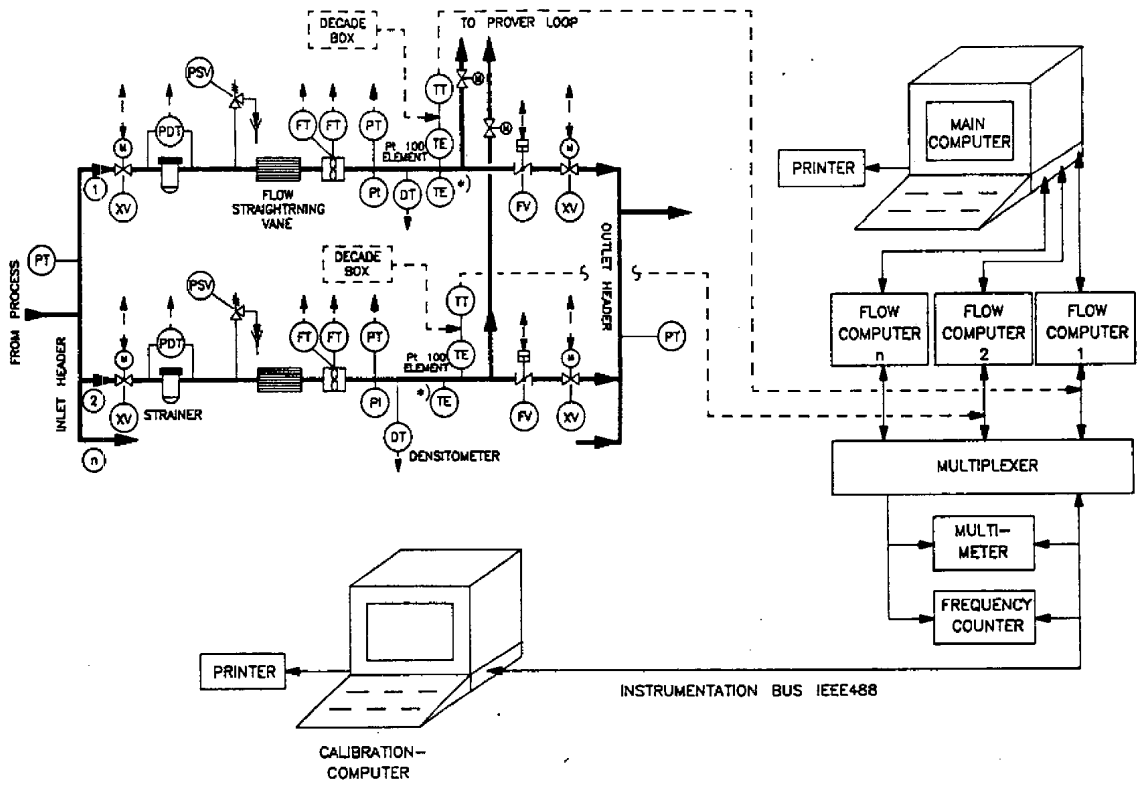 DECADE
BOX
TO PROVER LOOP
PSV
TT
M
PDT
FT
FT
PT
Pt 100
ELEMENT
TE
M
M
M
1
XV
FLOW
STRAIGHTRNING
VANE
PI
DT
TE
*)
FV
XV
PT
FROM PROCESS
INLET HEADER
OUTLET HEADER
DECADE
BOX
PSV
TT
M
PDT
FT
FT
PT
Pt 100
ELEMENT
TE
M
PT
2
XV
STRAINER
PI
*)
TE
FV
XV
n
DT
DENSITOMETER
MAIN
COMPUTER
PRINTER
FLOW
COMPUTER
n
FLOW
COMPUTER
2
FLOW
COMPUTER
1
MULTIPLEXER
MULTI-
METER
FREQUENCY
COUNTER
PRINTER
INSTRUMENTATION BUS IEEE488
CALIBRATION-
COMPUTER